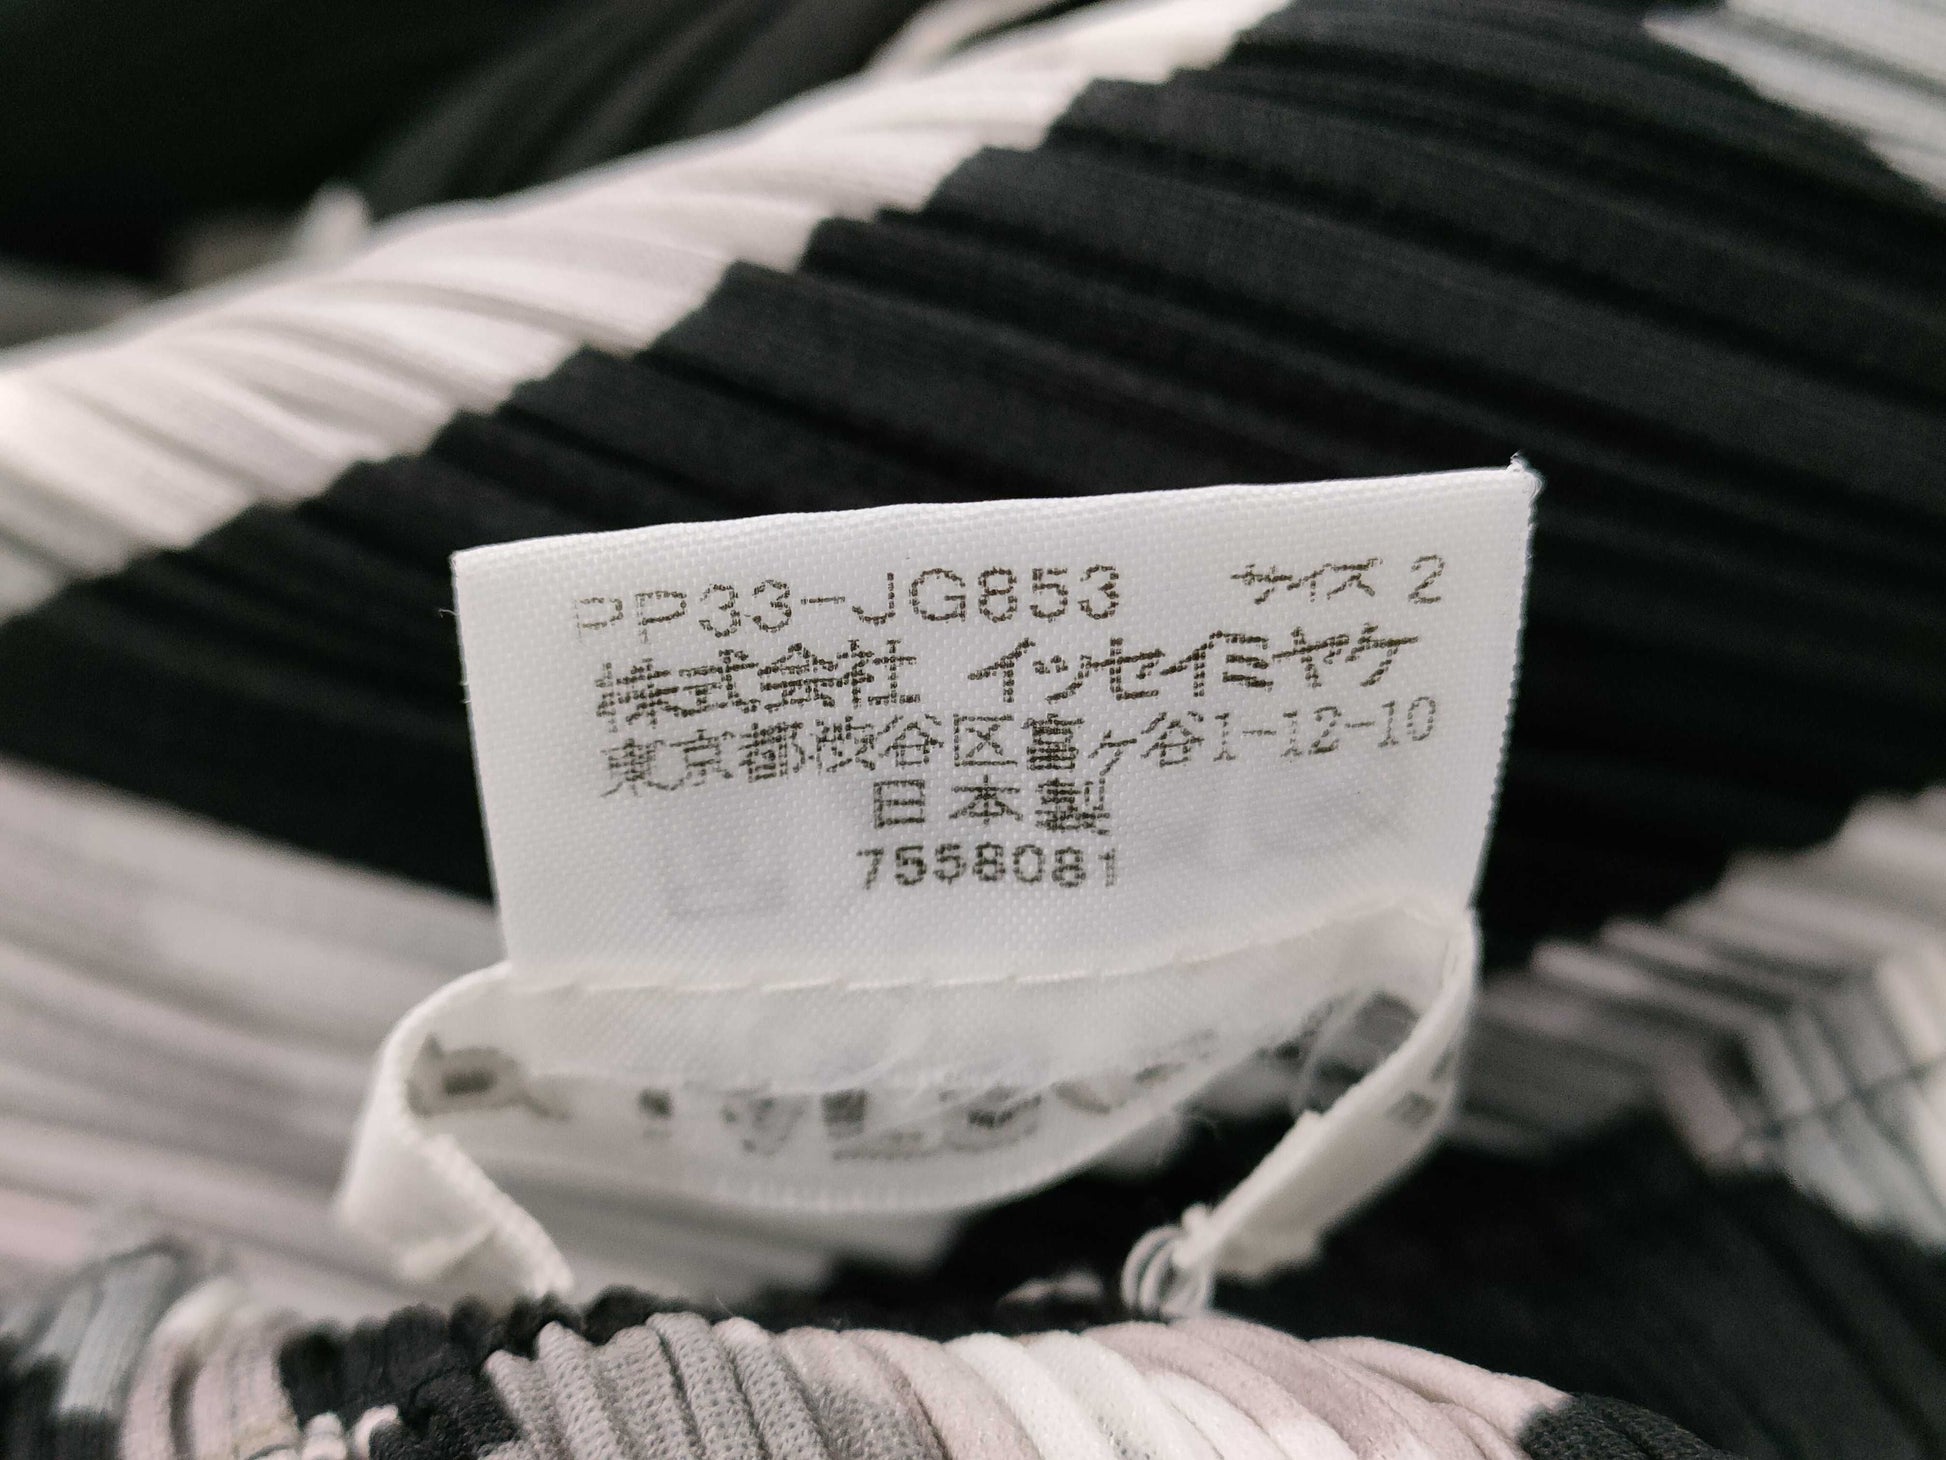 PP33-JG853 サイズ 2
株式会社 イッセイミヤケ
東京都渋谷区富ヶ谷1-12-10
日本製
7558081